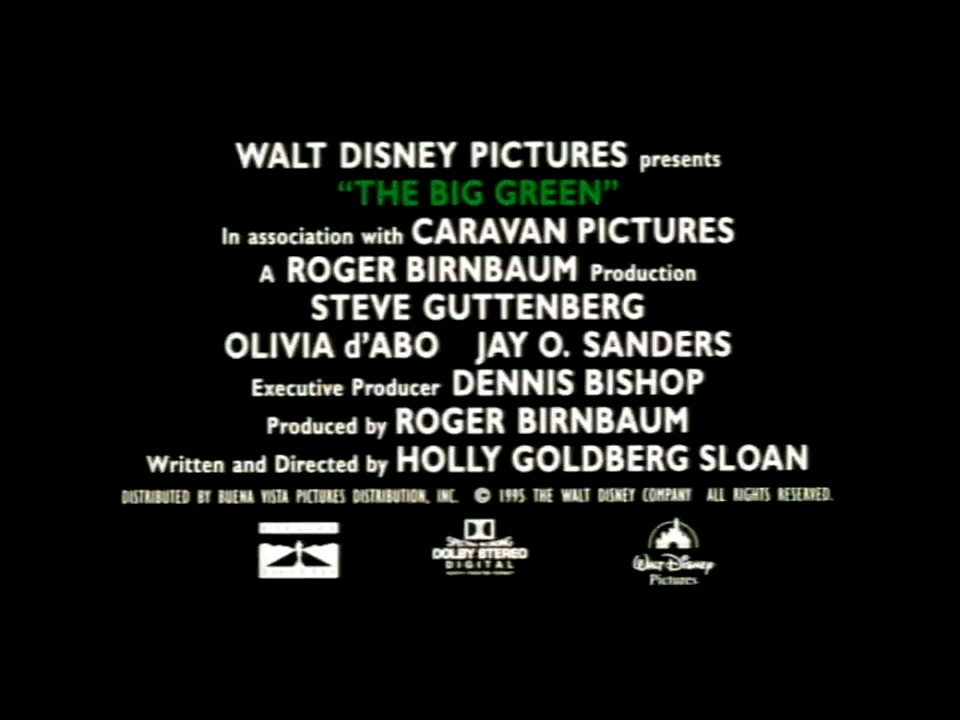 WALT DISNEY PICTURES presents
“THE BIG GREEN”
In association with CARAVAN PICTURES
A ROGER BIRNBAUM Production
STEVE GUTTENBERG
OLIVIA d’ABO JAY O. SANDERS
Executive Producer DENNIS BISHOP
Produced by ROGER BIRNBAUM
Written and Directed by HOLLY GOLDBERG SLOAN
DISTRIBUTED BY BUENA VISTA PICTURES DISTRIBUTION, INC. © 1995 THE WALT DISNEY COMPANY ALL RIGHTS RESERVED.
DOLBY STEREO
DIGITAL
Walt Disney
Pictures